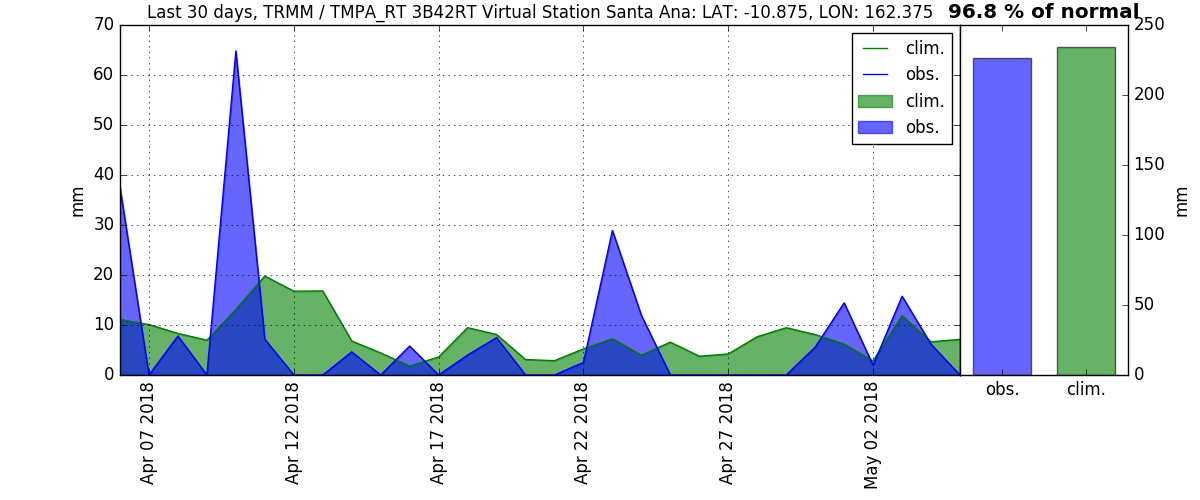 Last 30 days, TRMM / TMPA_RT 3B42RT Virtual Station Santa Ana: LAT: -10.875, LON: 162.375
96.8 % of normal
70
60
50
40
30
20
10
0
mm
clim.
obs.
clim.
obs.
Apr 07 2018
Apr 12 2018
Apr 17 2018
Apr 22 2018
Apr 27 2018
May 02 2018
250
200
150
100
50
0
mm
obs.
clim.